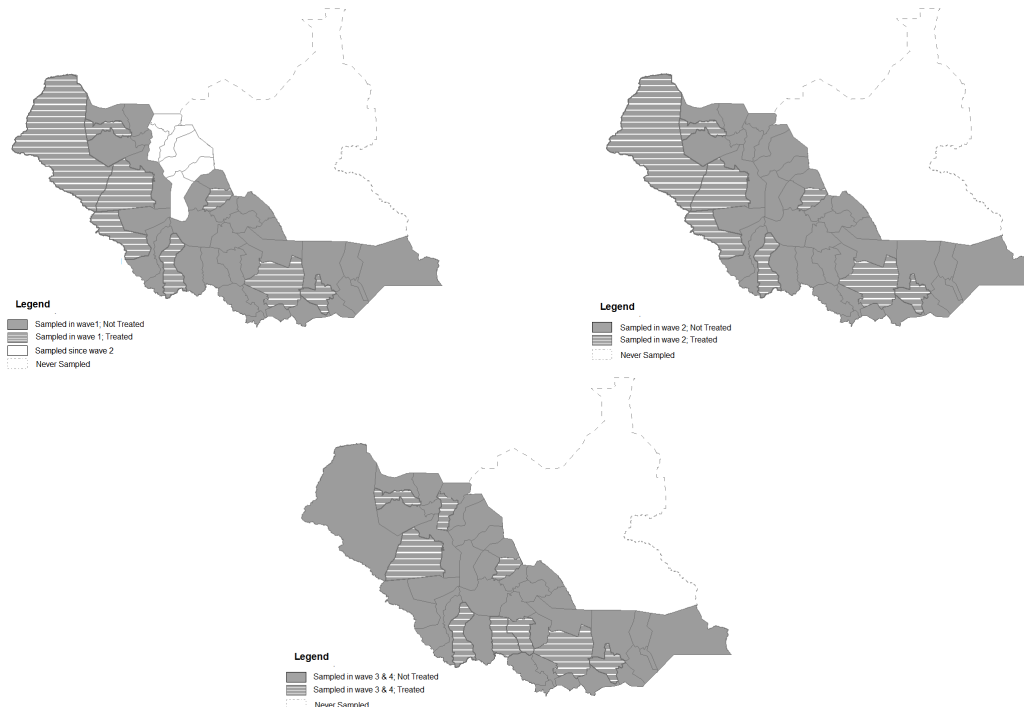 Legend
Sampled in wave1; Not Treated
Sampled in wave 1; Treated
Sampled since wave 2
Never Sampled
Legend
Sampled in wave 2; Not Treated
Sampled in wave 2; Treated
Never Sampled
Legend
Sampled in wave 3 & 4; Not Treated
Sampled in wave 3 & 4; Treated
Never Sampled